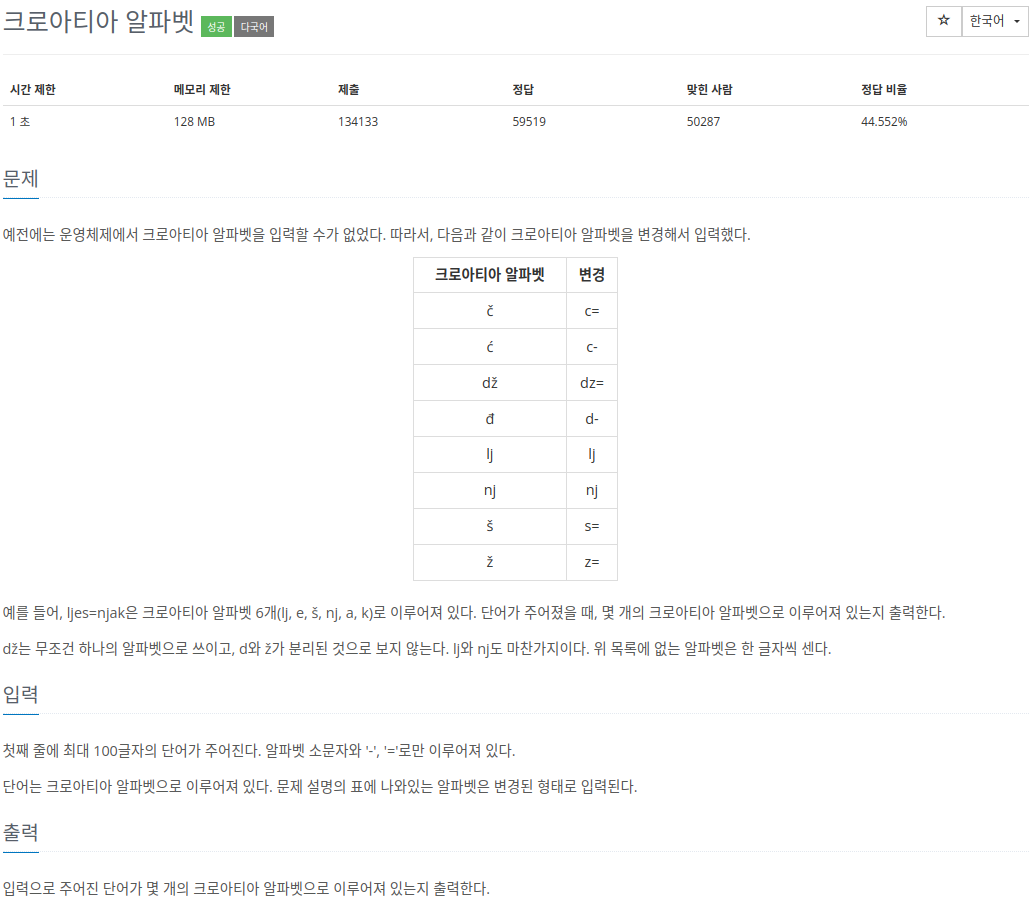 크로아티아 알파벳 성공 다국어
☆ 한국어
시간 제한 메모리 제한 제출 정답 맞힌 사람 정답 비율
1 초 128 MB 134133 59519 50287 44.552%
문제
예전에는 운영체제에서 크로아티아 알파벳을 입력할 수가 없었다. 따라서, 다음과 같이 크로아티아 알파벳을 변경해서 입력했다.
크로아티아 알파벳 변경
č c=
ć c-
dž dz=
đ d-
lj lj
nj nj
š s=
ž z=
예를 들어, ljes=njak은 크로아티아 알파벳 6개(lj, e, š, nj, a, k)로 이루어져 있다. 단어가 주어졌을 때, 몇 개의 크로아티아 알파벳으로 이루어져 있는지 출력한다.
dž는 무조건 하나의 알파벳으로 쓰이고, d와 ž가 분리된 것으로 보지 않는다. lj와 nj도 마찬가지이다. 위 목록에 없는 알파벳은 한 글자씩 센다.
입력
첫째 줄에 최대 100글자의 단어가 주어진다. 알파벳 소문자와 '-', '='로만 이루어져 있다.
단어는 크로아티아 알파벳으로 이루어져 있다. 문제 설명의 표에 나와있는 알파벳은 변경된 형태로 입력된다.
출력
입력으로 주어진 단어가 몇 개의 크로아티아 알파벳으로 이루어져 있는지 출력한다.